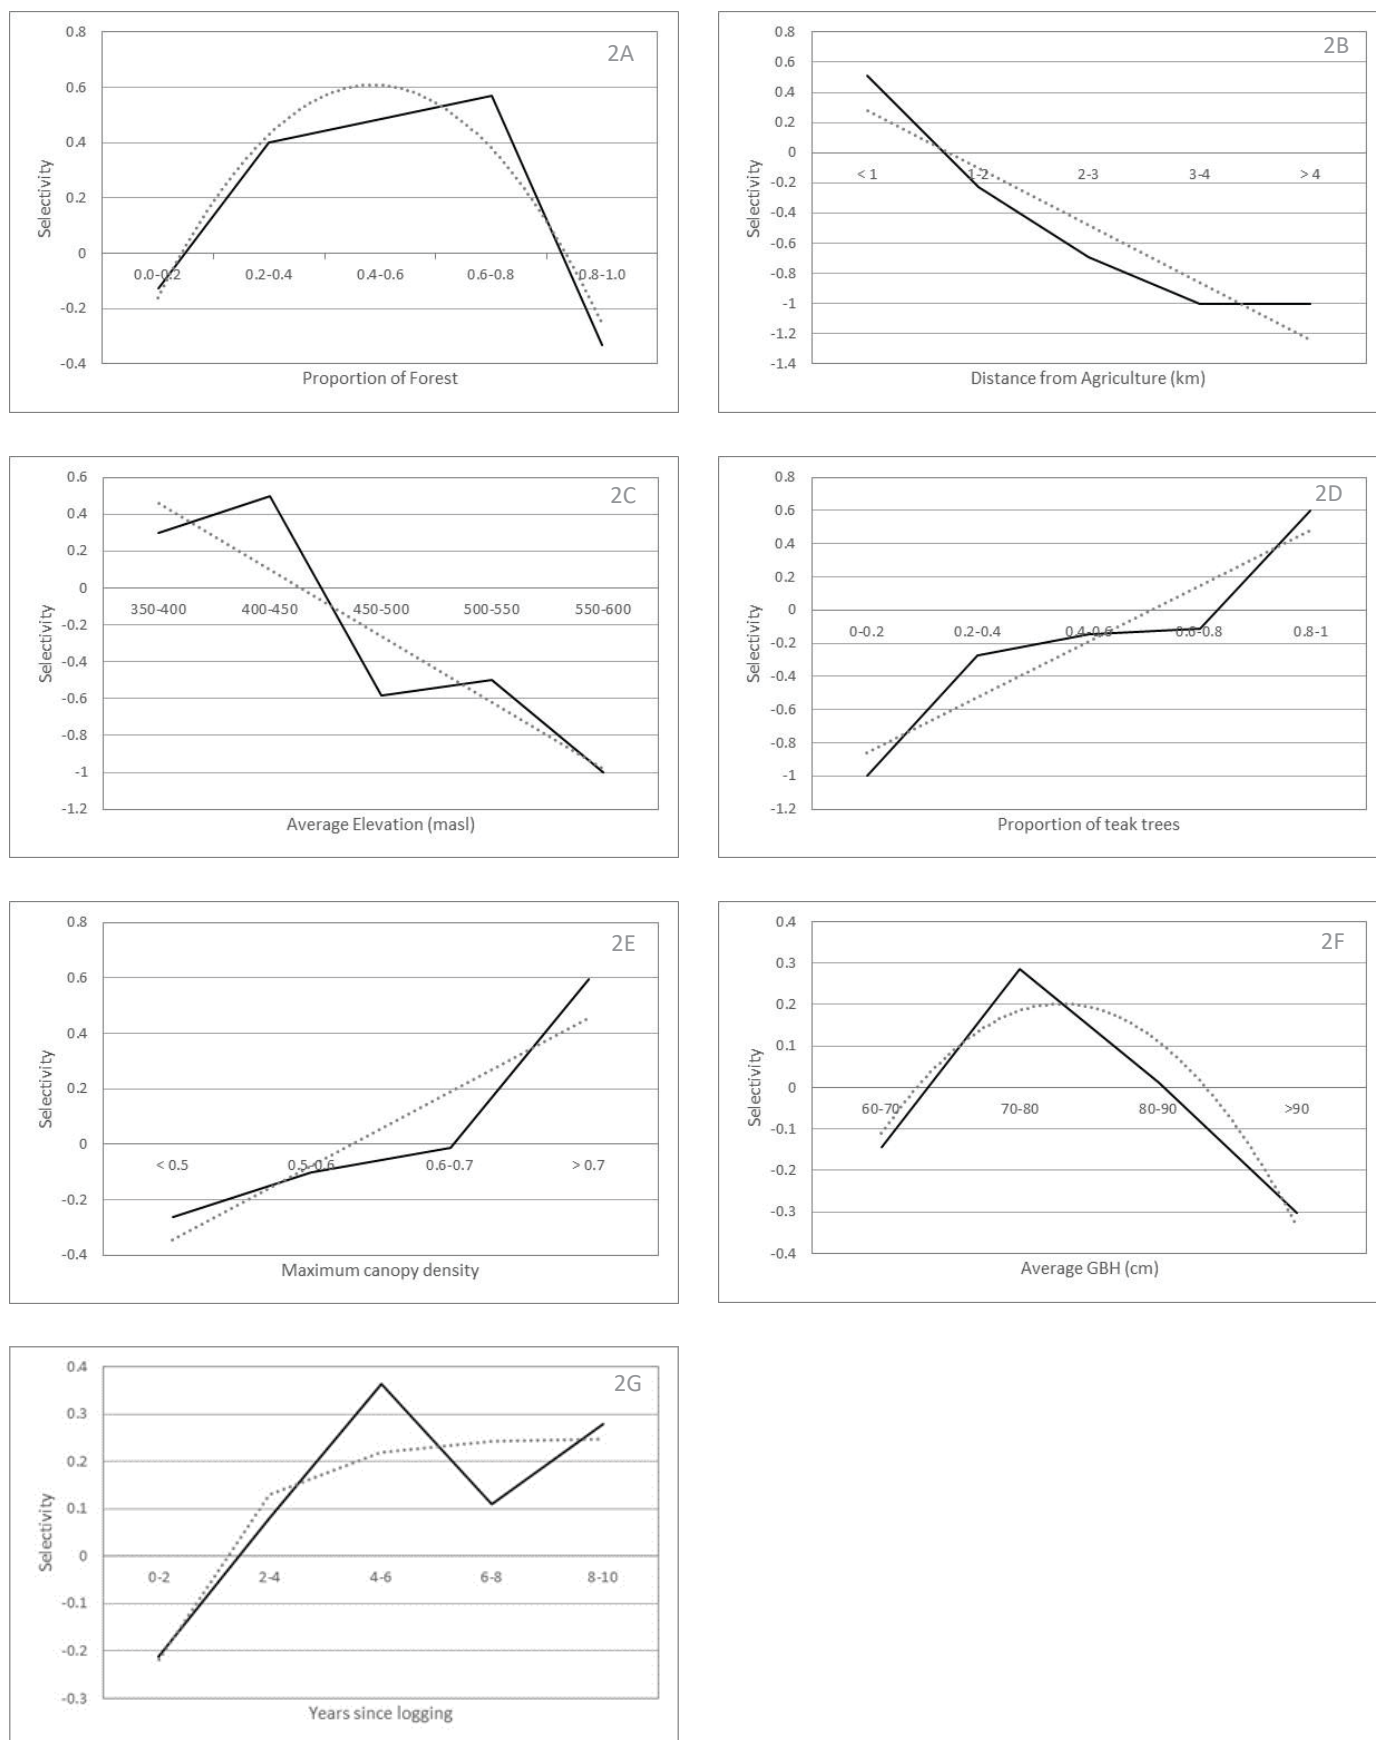 2A
0.8
0.6
0.4
0.2
0
-0.2
-0.4
Selectivity
0.0-0.2 0.2-0.4 0.4-0.6 0.6-0.8 0.8-1.0
Proportion of Forest
2B
0.8
0.6
0.4
0.2
0
-0.2
-0.4
-0.6
-0.8
-1
-1.2
-1.4
Selectivity
< 1 1-2 2-3 3-4 > 4
Distance from Agriculture (km)
2C
0.6
0.4
0.2
0
-0.2
-0.4
-0.6
-0.8
-1
-1.2
Selectivity
350-400 400-450 450-500 500-550 550-600
Average Elevation (masl)
2D
0.8
0.6
0.4
0.2
0
-0.2
-0.4
-0.6
-0.8
-1
-1.2
Selectivity
0-0.2 0.2-0.4 0.4-0.6 0.6-0.8 0.8-1
Proportion of teak trees
2E
0.8
0.6
0.4
0.2
0
-0.2
-0.4
Selectivity
< 0.5 0.5-0.6 0.6-0.7 > 0.7
Maximum canopy density
2F
0.4
0.3
0.2
0.1
0
-0.1
-0.2
-0.3
-0.4
Selectivity
60-70 70-80 80-90 >90
Average GBH (cm)
2G
0.4
0.3
0.2
0.1
0
-0.1
-0.2
-0.3
Selectivity
0-2 2-4 4-6 6-8 8-10
Years since logging